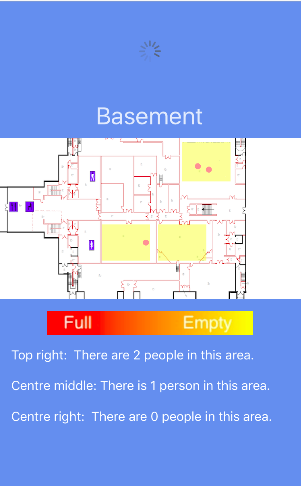 Basement
Full Empty
Top right: There are 2 people in this area.
Centre middle: There is 1 person in this area.
Centre right: There are 0 people in this area.